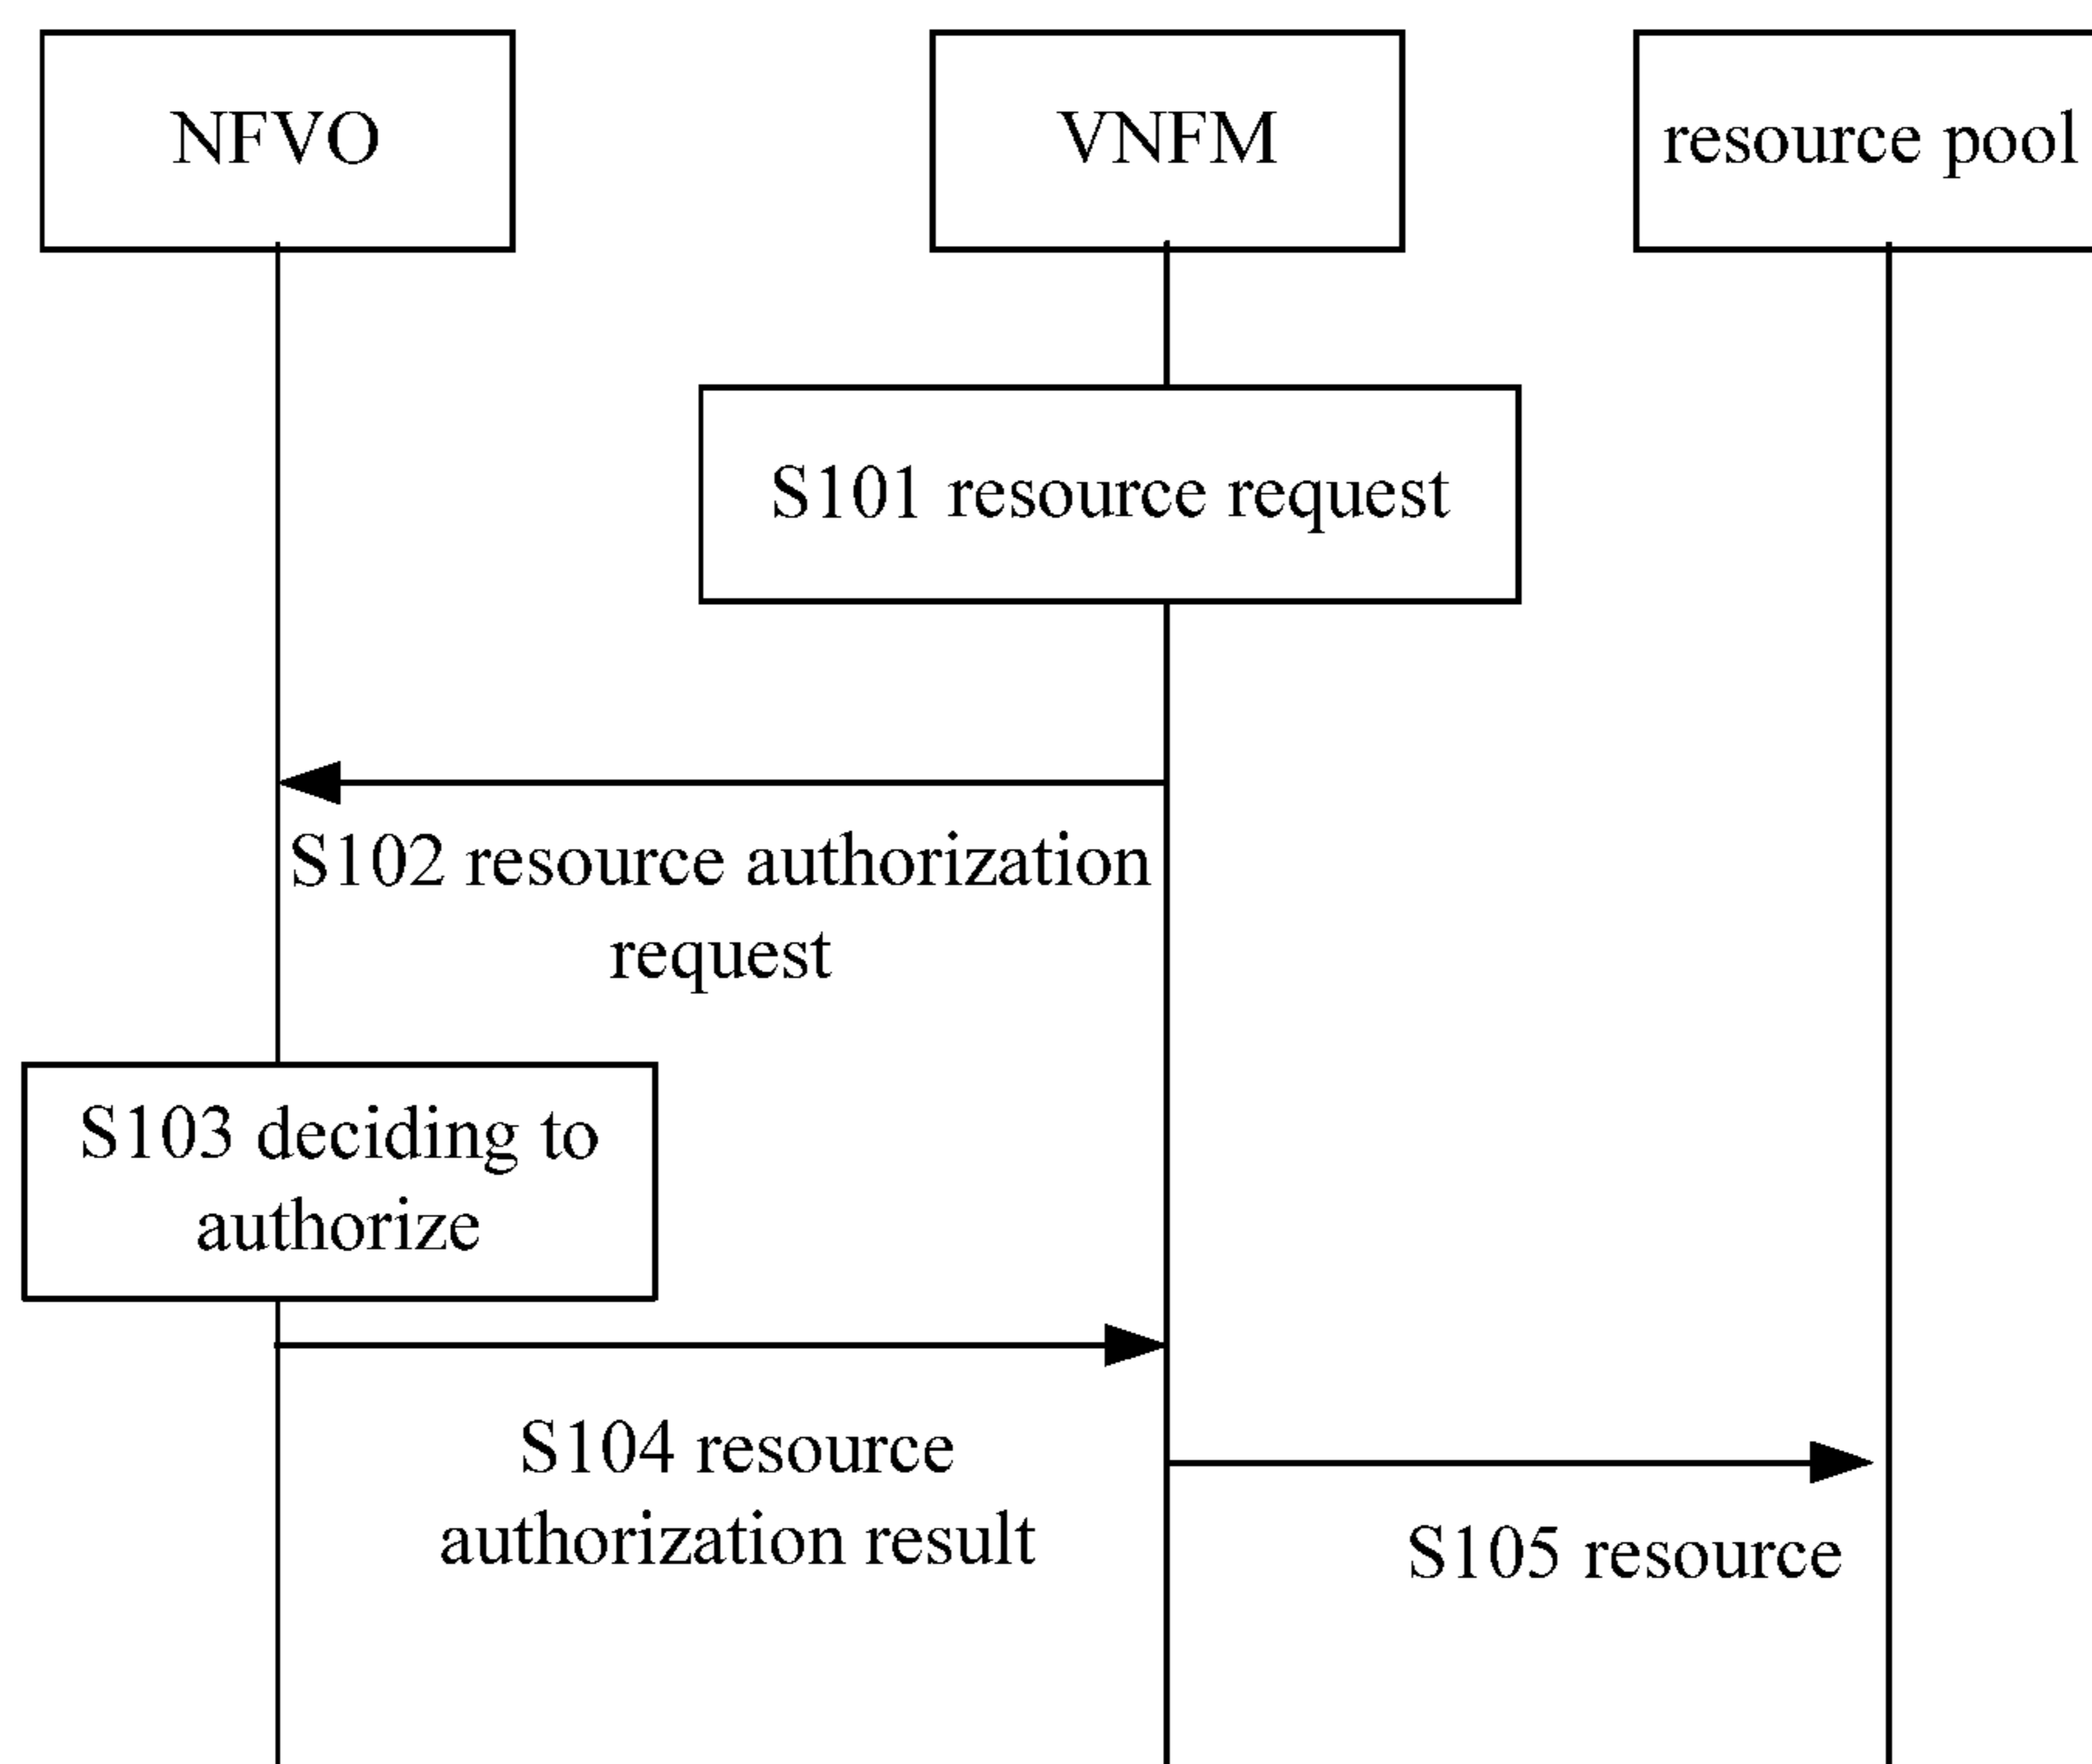 NFVO
VNFM
resource pool
S101 resource request
S102 resource authorization
request
S103 deciding to
authorize
S104 resource
authorization result
S105 resource